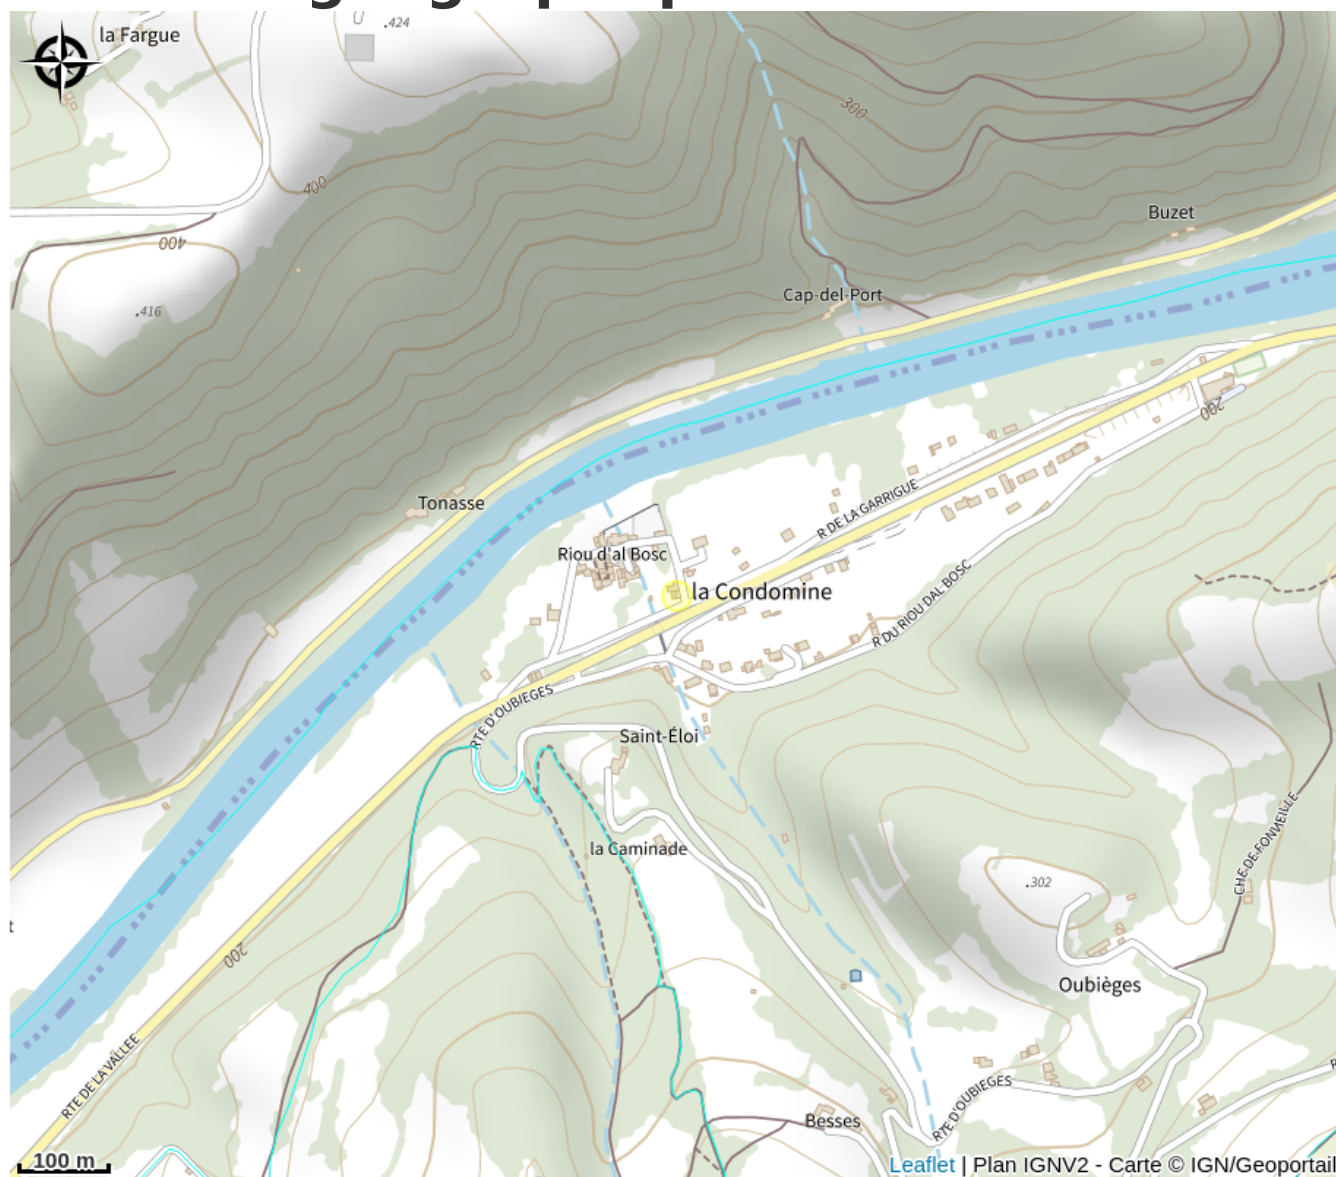 la Fargue
.424
300
400
400
.416
Buzet
Cap-del-Port
200
Tonasse
R DE LA GARRIGUE
Riou d'al Bosc
la Condomine
R DU RIOU DAL BOSC
RTE D'OUBIEGES
Saint-Éloi
la Caminade
CHE DE FONVIEILLE
.302
t
200
Oubièges
RTE DE LA VALLEE
RTE D'OUBIEGES
Besses
R
100 m
Leaflet | Plan IGNV2 - Carte © IGN/Geoportail